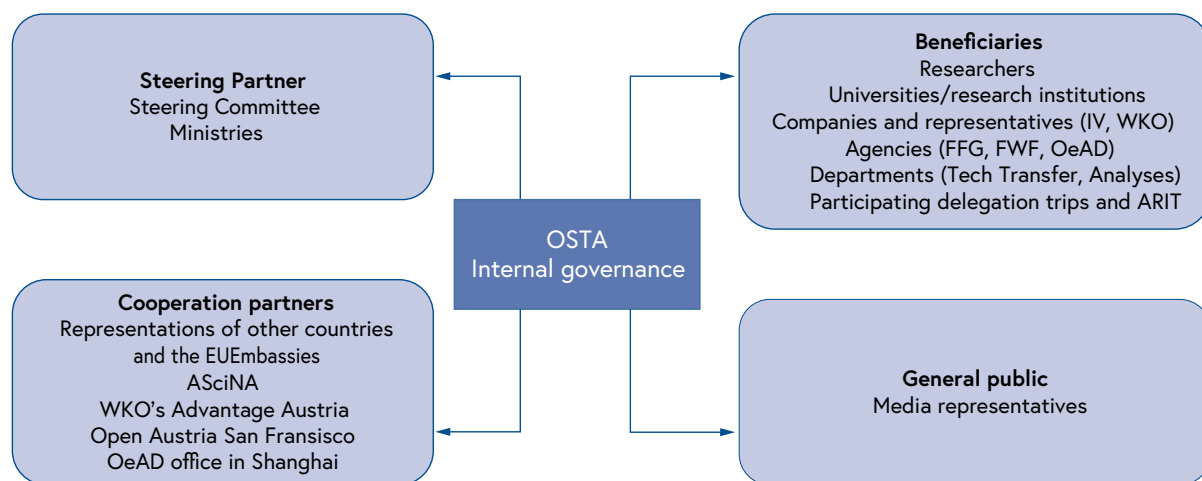 Steering Partner
Steering Committee
Ministries
Beneficiaries
Researchers
Universities/research institutions
Companies and representatives (IV, WKO)
Agencies (FFG, FWF, OeAD)
Departments (Tech Transfer, Analyses)
Participating delegation trips and ARIT
OSTA
Internal governance
Cooperation partners
Representations of other countries
and the EUEmbassies
ASciNA
WKO's Advantage Austria
Open Austria San Fransisco
OeAD office in Shanghai
General public
Media representatives